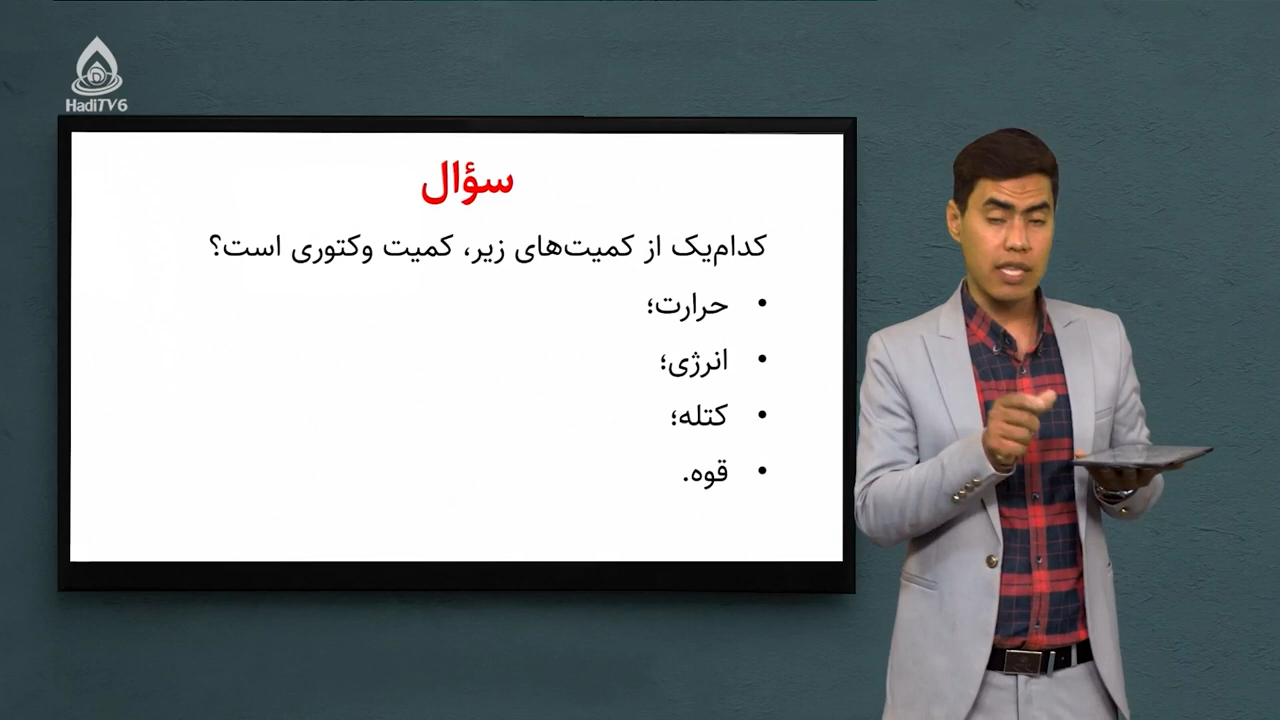 HadiTV6
سؤال
کدام‌یک از کمیت‌های زیر، کمیت وکتوری است؟
• حرارت؛
• انرژی؛
• کتله؛
• قوه.